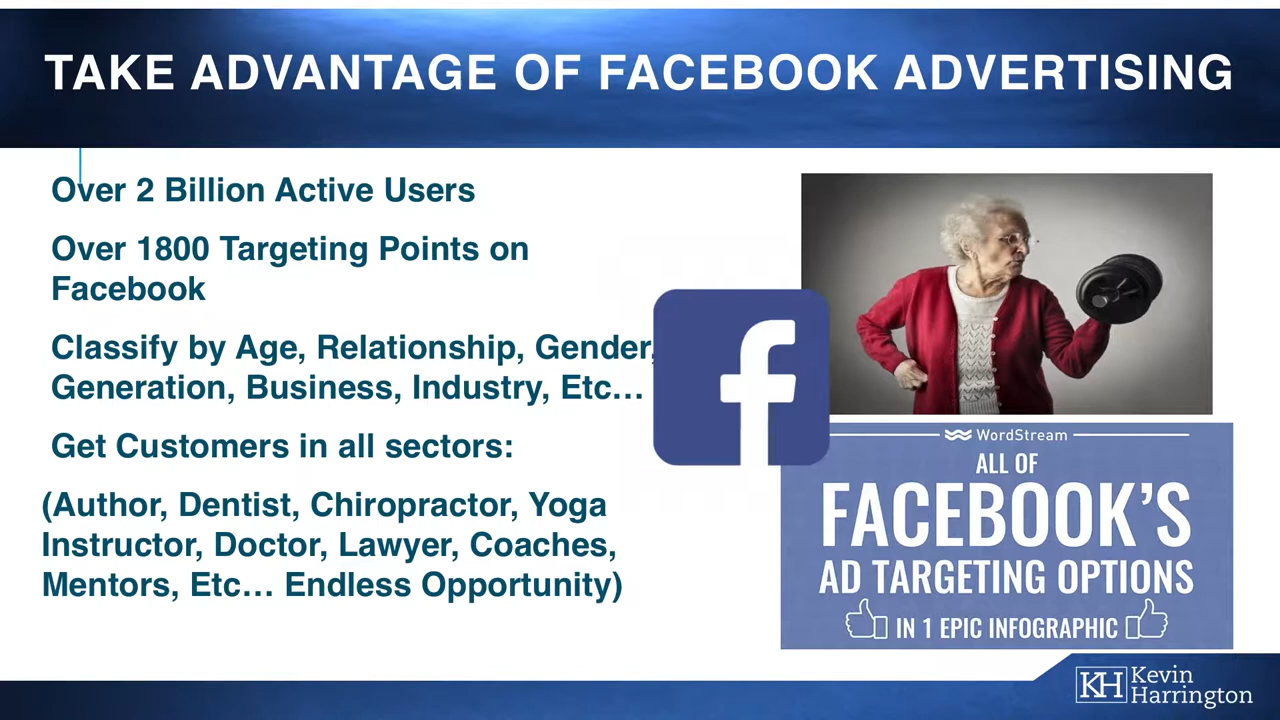 TAKE ADVANTAGE OF FACEBOOK ADVERTISING
Over 2 Billion Active Users
Over 1800 Targeting Points on
Facebook
Classify by Age, Relationship, Gender,
Generation, Business, Industry, Etc...
Get Customers in all sectors:
(Author, Dentist, Chiropractor, Yoga
Instructor, Doctor, Lawyer, Coaches,
Mentors, Etc... Endless Opportunity)
f
WordStream
ALL OF
FACEBOOK'S
AD TARGETING OPTIONS
IN 1 EPIC INFOGRAPHIC
KH
Kevin
Harrington